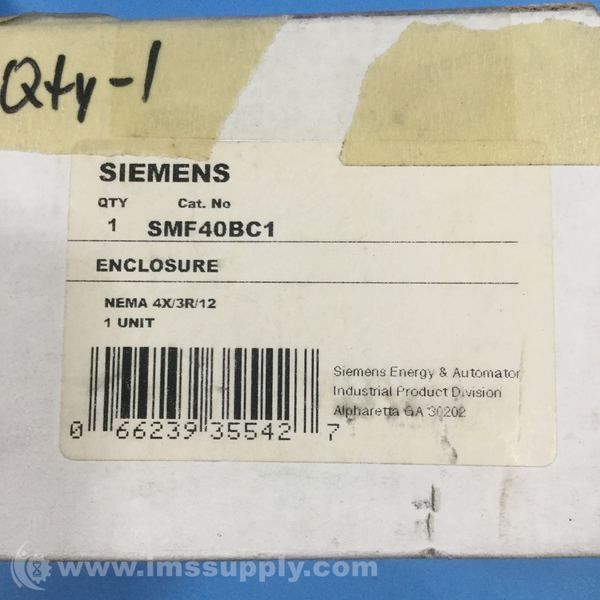 Qty-1
SIEMENS
QTY Cat. No
1 SMF40BC1
ENCLOSURE
NEMA 4X/3R/12
1 UNIT
Siemens Energy & Automator
Industrial Product Division
Alpharetta GA 30202
0 66239 35542 7
www.imssupply.com